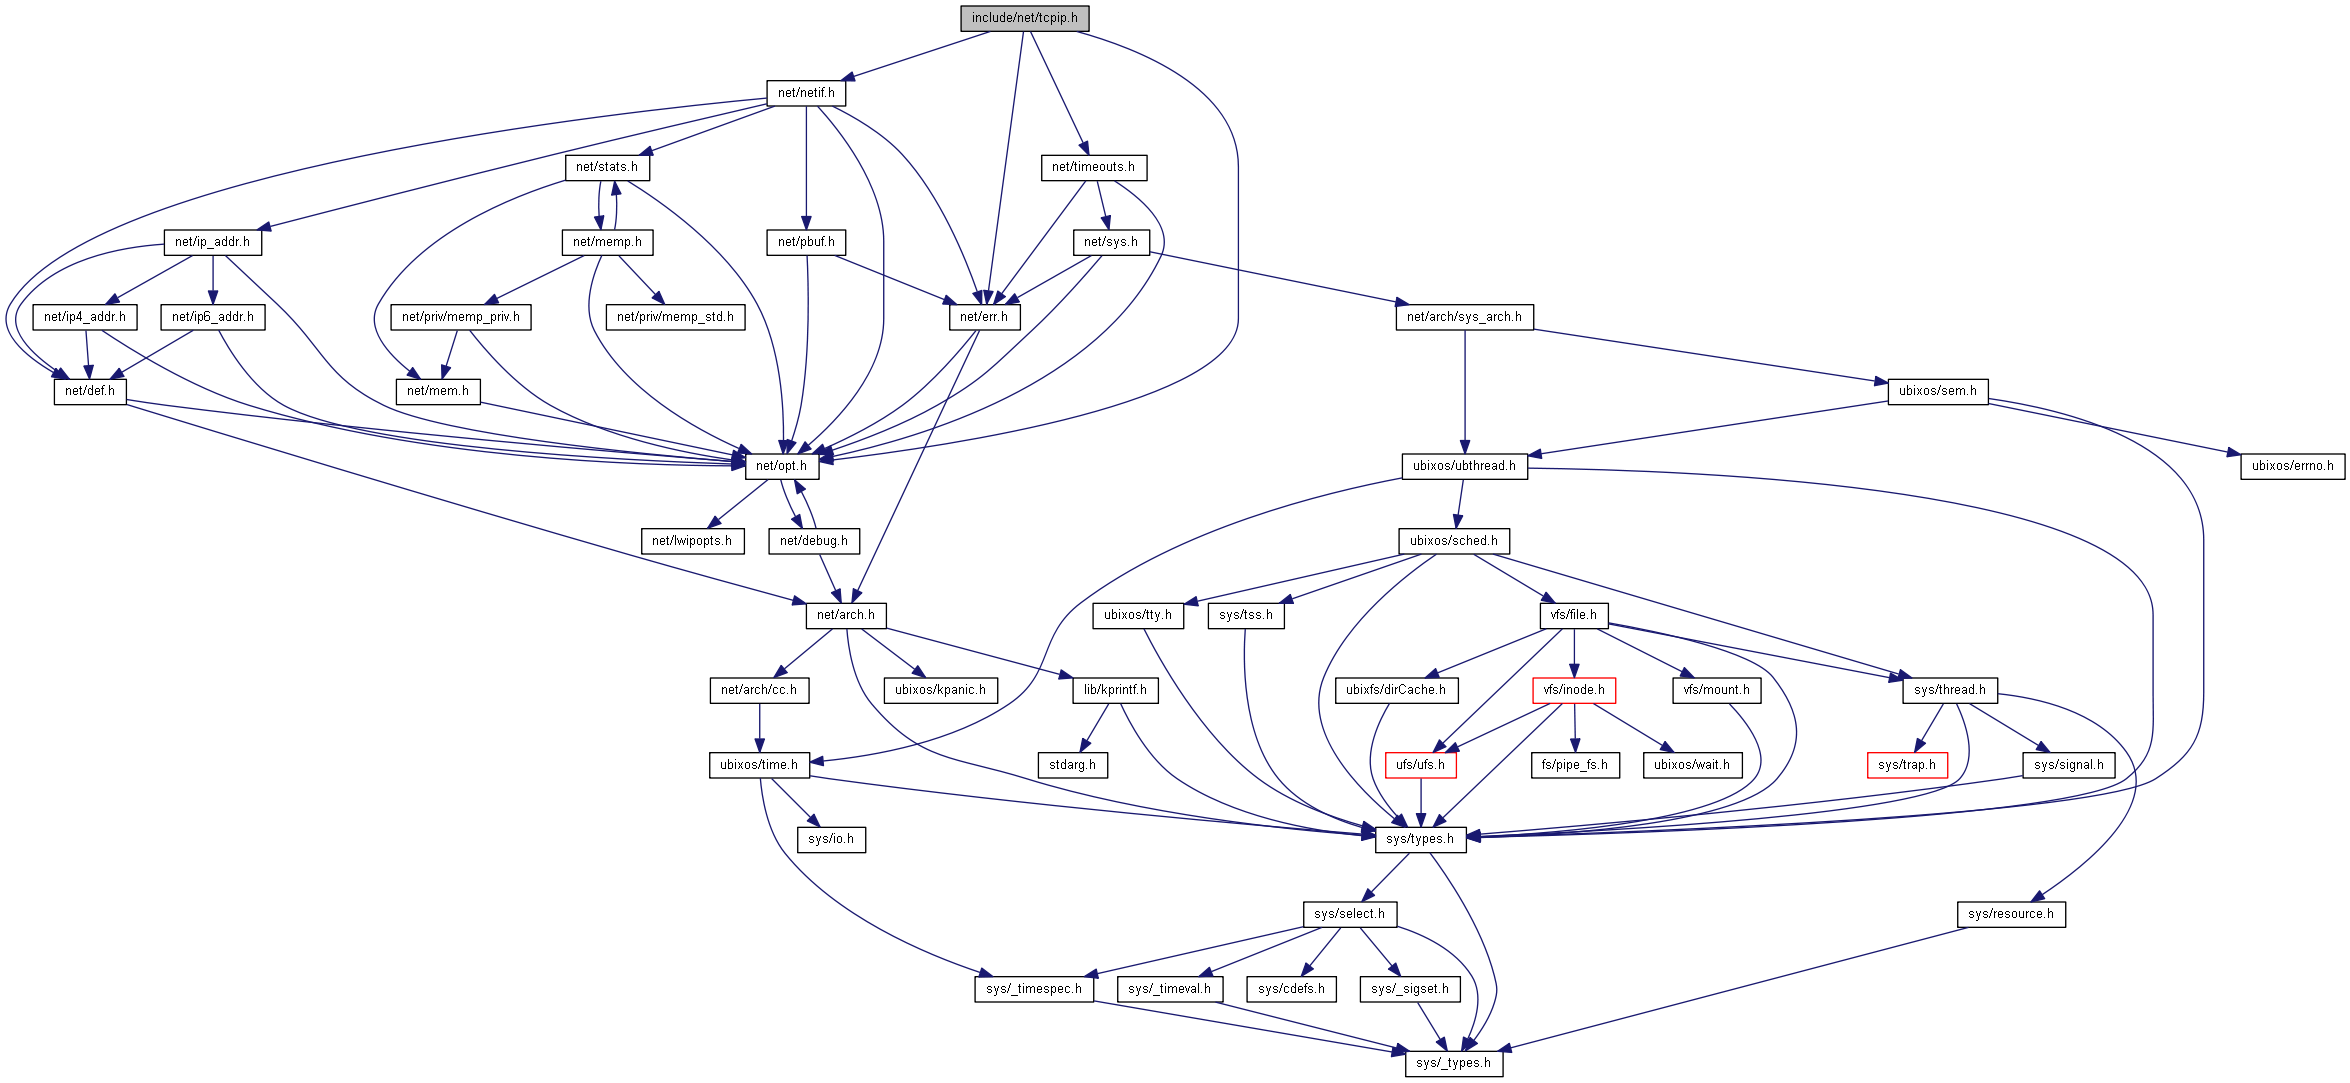 include/net/tcpip.h
net/netif.h
net/stats.h
net/timeouts.h
net/ip_addr.h
net/memp.h
net/pbuf.h
net/sys.h
net/ip4_addr.h
net/ip6_addr.h
net/priv/memp_priv.h
net/priv/memp_std.h
net/err.h
net/arch/sys_arch.h
net/def.h
net/mem.h
ubixos/sem.h
net/opt.h
ubixos/ubthread.h
ubixos/errno.h
net/lwipopts.h
net/debug.h
ubixos/sched.h
net/arch.h
ubixos/tty.h
sys/tss.h
vfs/file.h
net/arch/cc.h
ubixos/kpanic.h
lib/kprintf.h
ubixfs/dirCache.h
vfs/inode.h
vfs/mount.h
sys/thread.h
ubixos/time.h
stdarg.h
ufs/ufs.h
fs/pipe_fs.h
ubixos/wait.h
sys/trap.h
sys/signal.h
sys/io.h
sys/types.h
sys/select.h
sys/resource.h
sys/_timespec.h
sys/_timeval.h
sys/cdefs.h
sys/_sigset.h
sys/_types.h